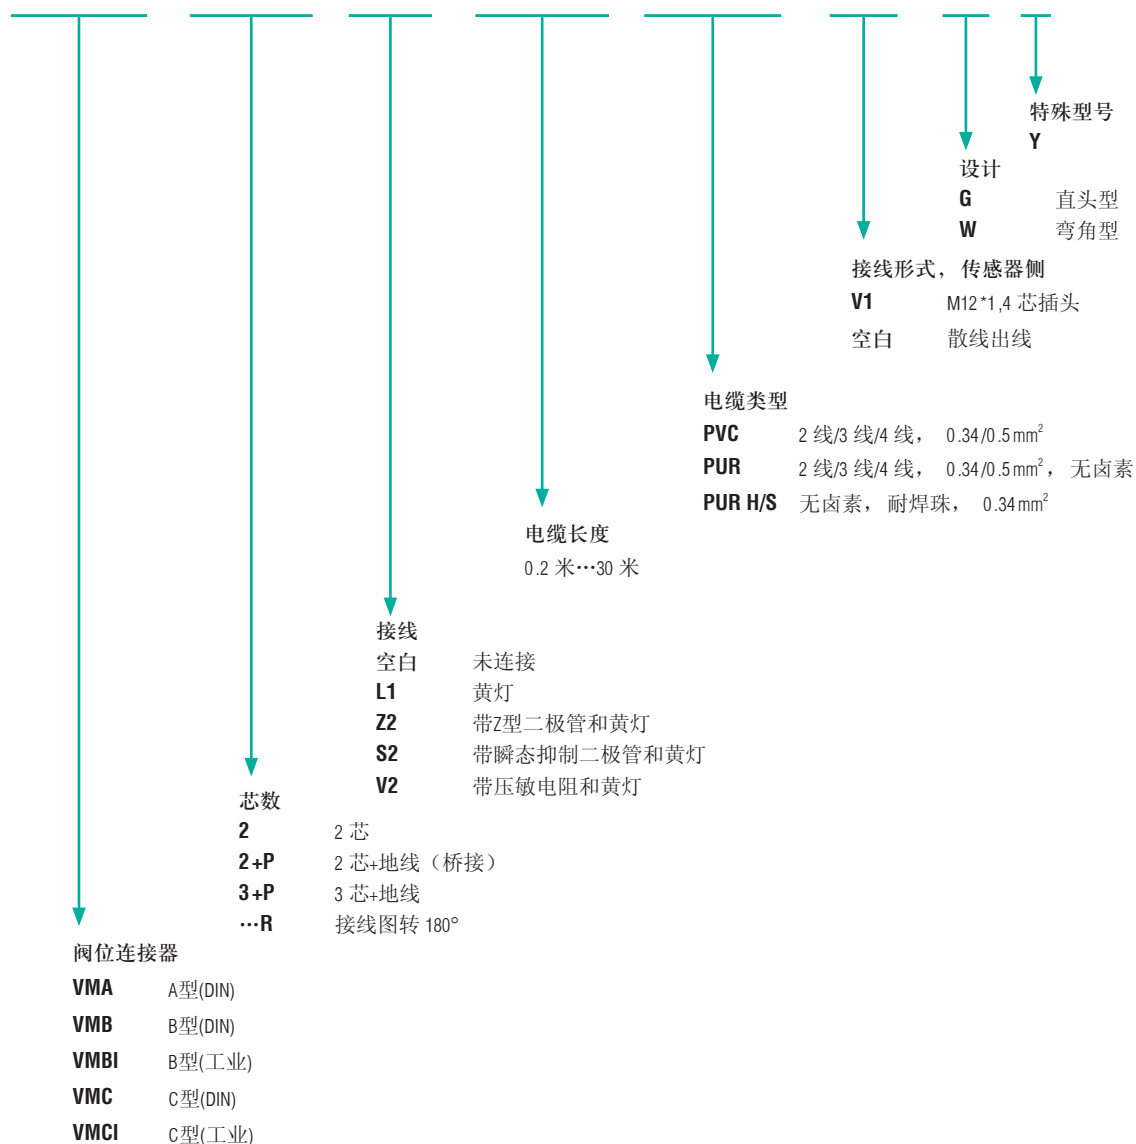 特殊型号
Y
设计
G 直头型
W 弯角型
接线形式，传感器侧
V1 M12*1,4 芯插头
空白 散线出线
电缆类型
PVC 2 线/3 线/4 线， 0.34/0.5mm²
PUR 2 线/3 线/4 线， 0.34/0.5mm²，无卤素
PUR H/S 无卤素，耐焊珠， 0.34mm²
电缆长度
0.2 米…30 米
接线
空白 未连接
L1 黄灯
Z2 带Z型二极管和黄灯
S2 带瞬态抑制二极管和黄灯
V2 带压敏电阻和黄灯
芯数
2 2 芯
2+P 2 芯+地线（桥接）
3+P 3 芯+地线
…R 接线图转 180°
阀位连接器
VMA A型(DIN)
VMB B型(DIN)
VMBI B型(工业)
VMC C型(DIN)
VMCI C型(工业)